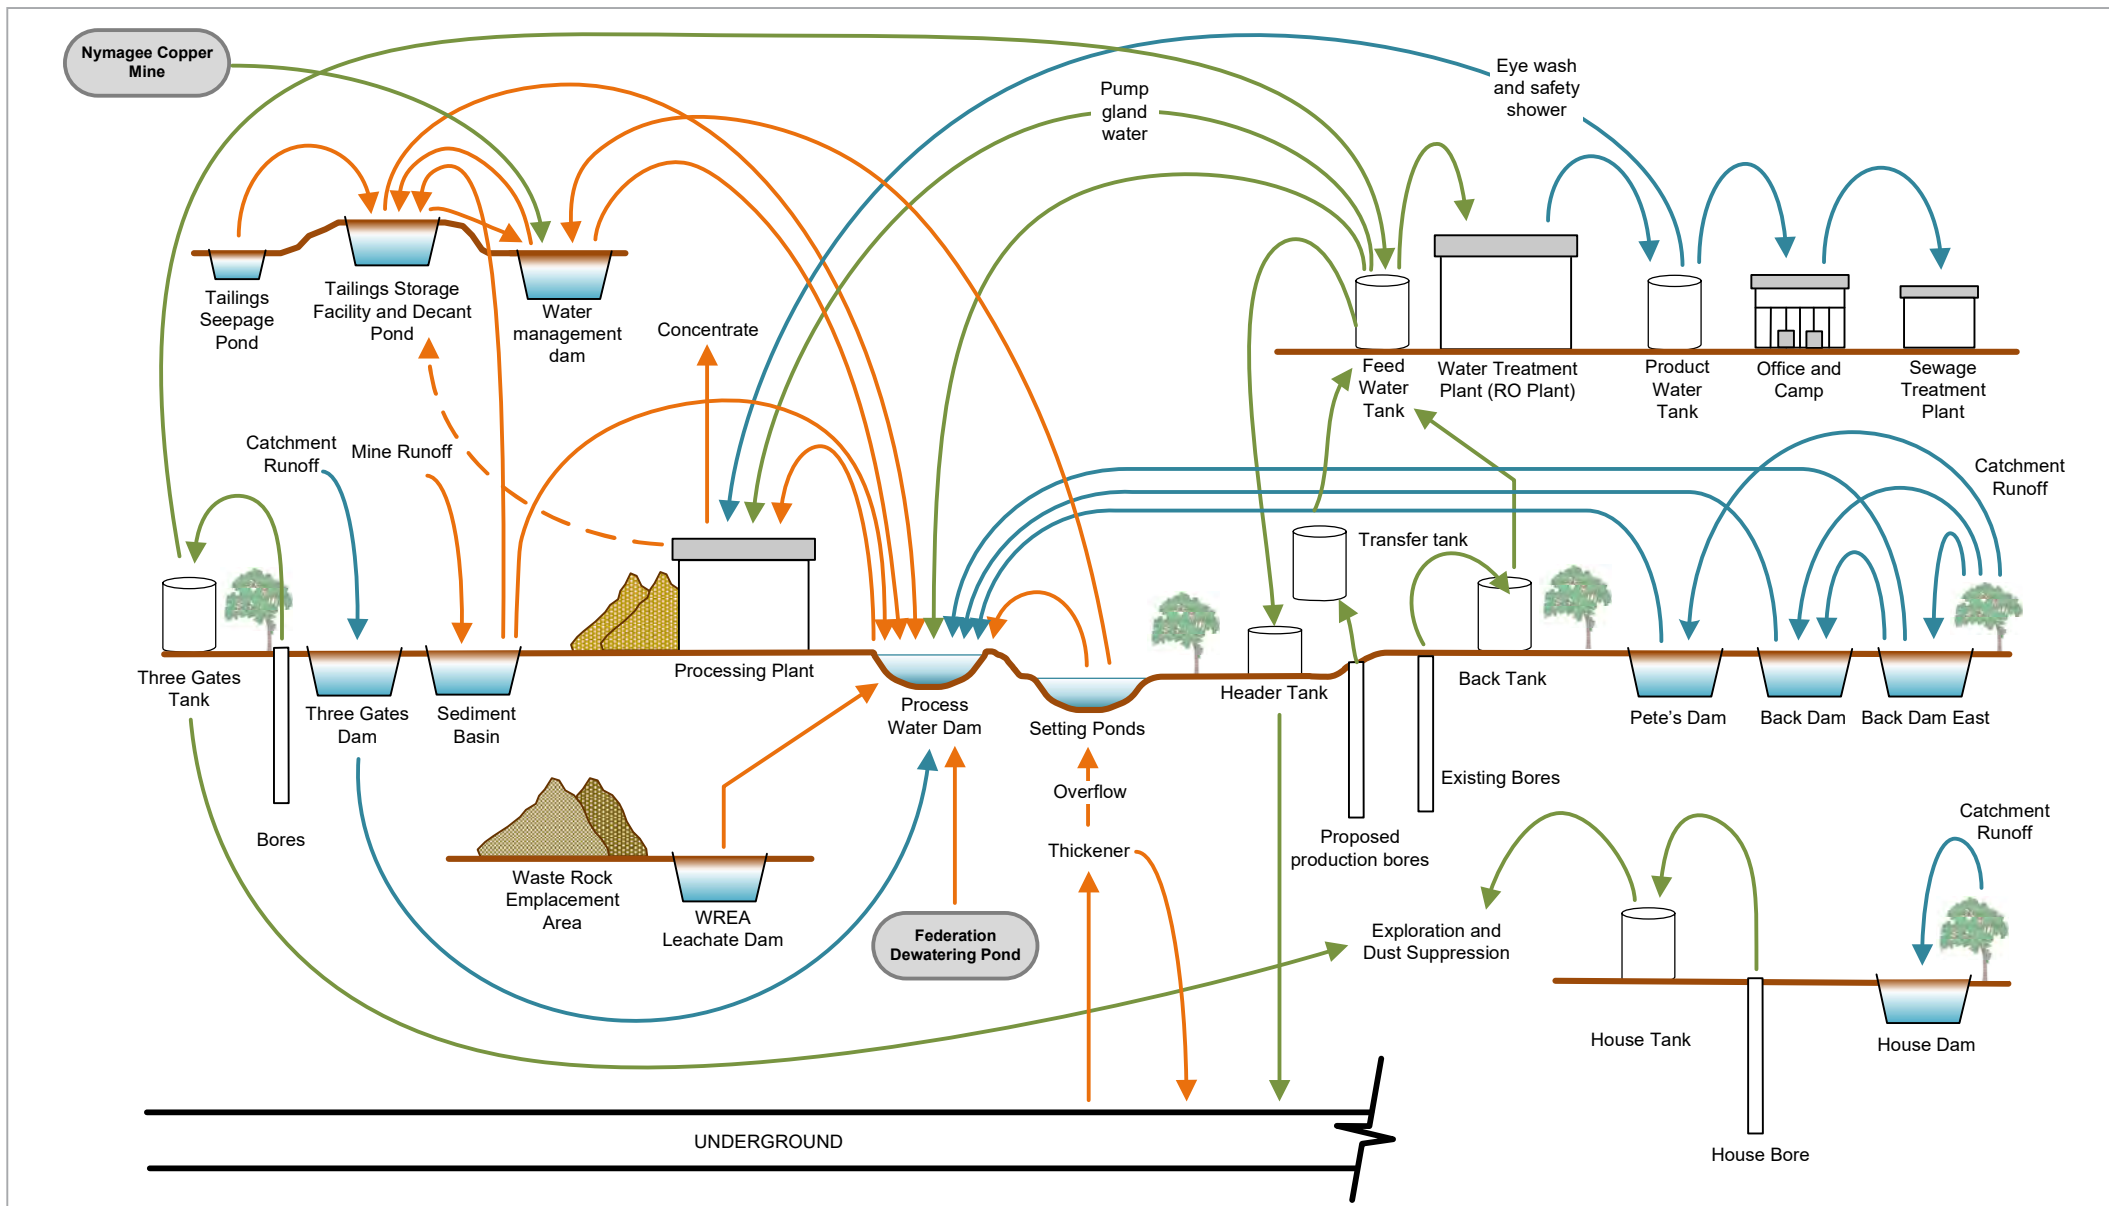 Nymagee Copper
Mine
Eye wash
and safety
shower
Pump
gland
water
Tailings
Seepage
Pond
Tailings Storage
Facility and Decant
Pond
Water
management
dam
Concentrate
Feed
Water
Tank
Water Treatment
Plant (RO Plant)
Product
Water
Tank
Office and
Camp
Sewage
Treatment
Plant
Catchment
Runoff
Mine Runoff
Catchment
Runoff
Transfer tank
Three Gates
Tank
Three Gates
Dam
Sediment
Basin
Processing Plant
Process
Water Dam
Setting Ponds
Header Tank
Back Tank
Pete's Dam
Back Dam
Back Dam East
Bores
Overflow
Existing Bores
Thickener
Proposed
production bores
Catchment
Runoff
Waste Rock
Emplacement
Area
WREA
Leachate Dam
Federation
Dewatering Pond
Exploration and
Dust Suppression
House Tank
House Dam
UNDERGROUND
House Bore